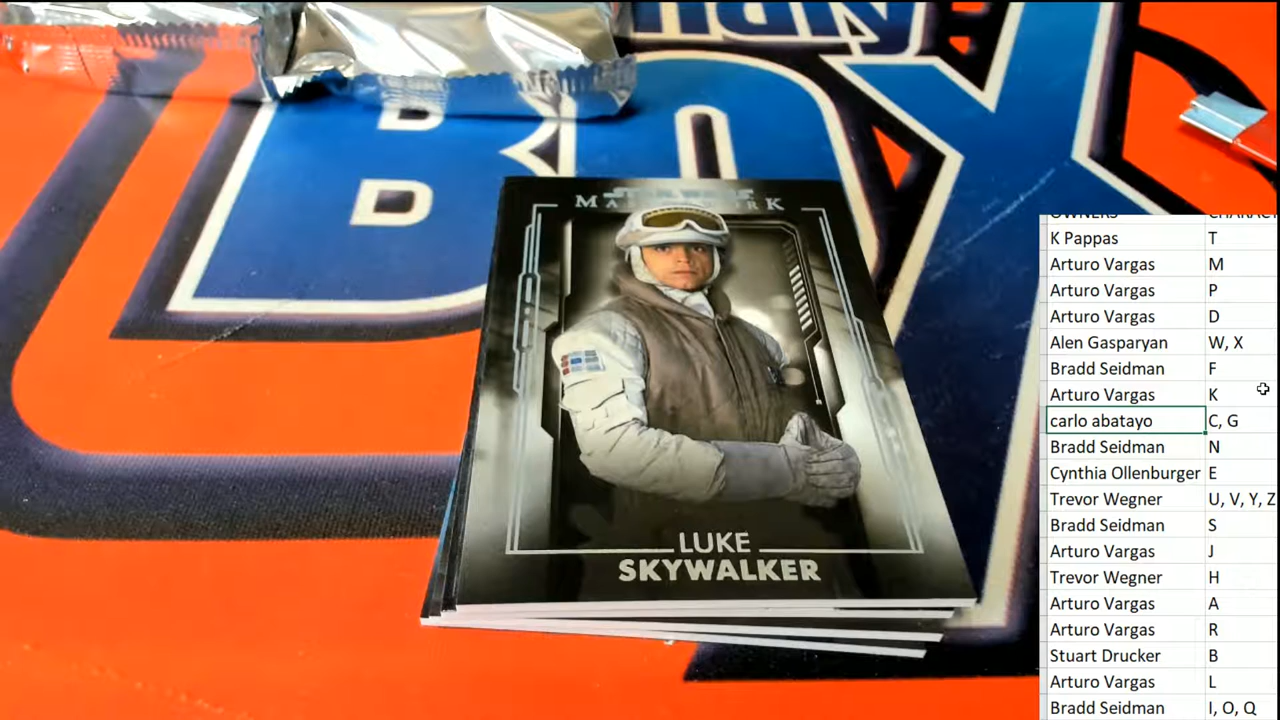 STAR WARS
MASTERWORK
LUKE
SKYWALKER
OWNERS
K Pappas T
Arturo Vargas M
Arturo Vargas P
Arturo Vargas D
Alen Gasparyan W, X
Bradd Seidman F
Arturo Vargas K
carlo abatayo C, G
Bradd Seidman N
Cynthia Ollenburger E
Trevor Wegner U, V, Y, Z
Bradd Seidman S
Arturo Vargas J
Trevor Wegner H
Arturo Vargas A
Arturo Vargas R
Stuart Drucker B
Arturo Vargas L
Bradd Seidman I, O, Q